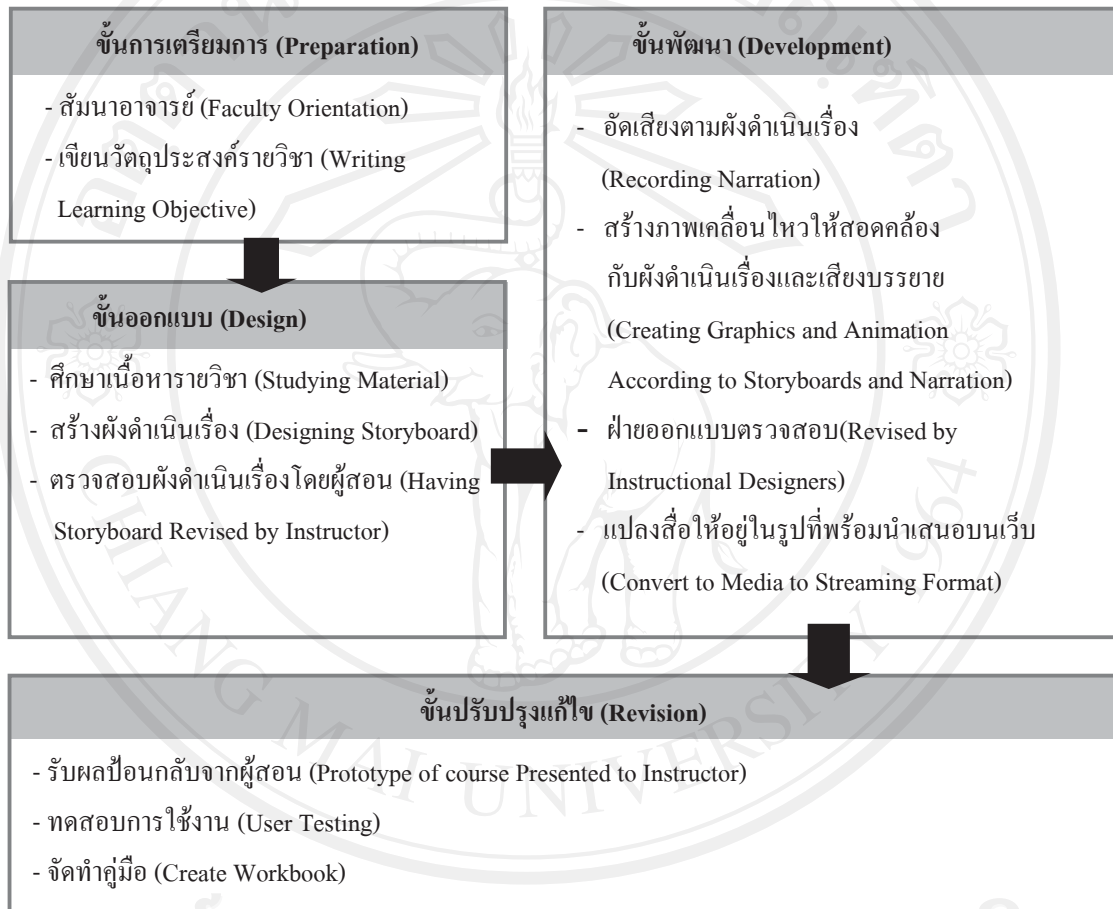 ขั้นการเตรียมการ (Preparation)
- สัมนาอาจารย์ (Faculty Orientation)
- เขียนวัตถุประสงค์รายวิชา (Writing
Learning Objective)
ขั้นออกแบบ (Design)
- ศึกษาเนื้อหารายวิชา (Studying Material)
- สร้างผังดำเนินเรื่อง (Designing Storyboard)
- ตรวจสอบผังดำเนินเรื่องโดยผู้สอน (Having
Storyboard Revised by Instructor)
ขั้นพัฒนา (Development)
- อัดเสียงตามผังดำเนินเรื่อง
(Recording Narration)
- สร้างภาพเคลื่อนไหวให้สอดคล้อง
กับผังดำเนินเรื่องและเสียงบรรยาย
(Creating Graphics and Animation
According to Storyboards and Narration)
- ฝ่ายออกแบบตรวจสอบ(Revised by
Instructional Designers)
- แปลงสื่อให้อยู่ในรูปที่พร้อมนำเสนอบนเว็บ
(Convert to Media to Streaming Format)
ขั้นปรับปรุงแก้ไข (Revision)
- รับผลป้อนกลับจากผู้สอน (Prototype of course Presented to Instructor)
- ทดสอบการใช้งาน (User Testing)
- จัดทำคู่มือ (Create Workbook)
CHIANG MAI UNIVERSITY 1964